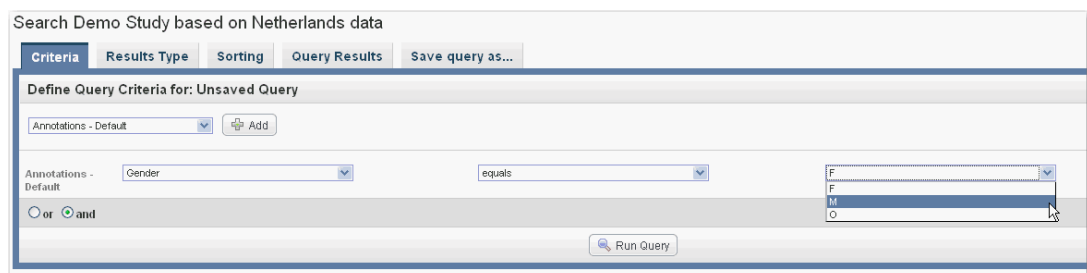 Search Demo Study based on Netherlands data
Criteria Results Type Sorting Query Results Save query as...
Define Query Criteria for: Unsaved Query
Annotations - Default Add
Annotations - Default Gender equals F
F
M
O
or and
Run Query